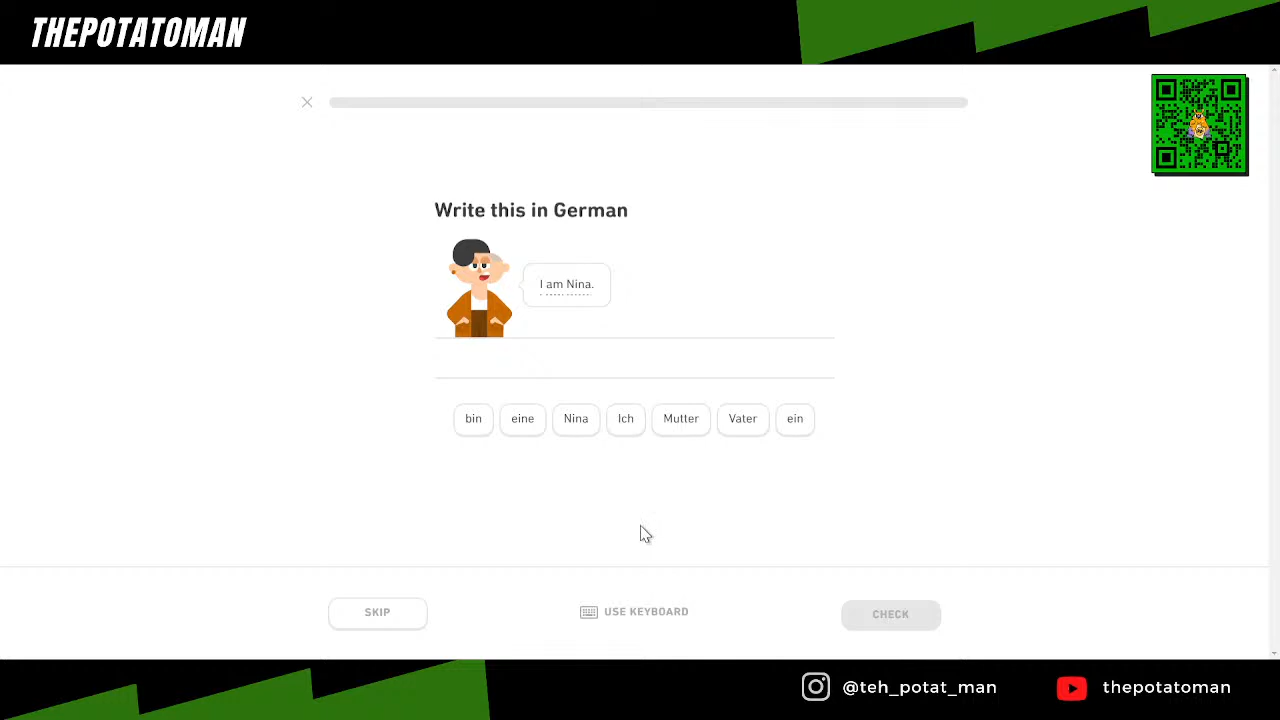 THEPOTATOMAN
Write this in German
I am Nina.
bin eine Nina Ich Mutter Vater ein
SKIP USE KEYBOARD CHECK
@teh_potat_man thepotatoman